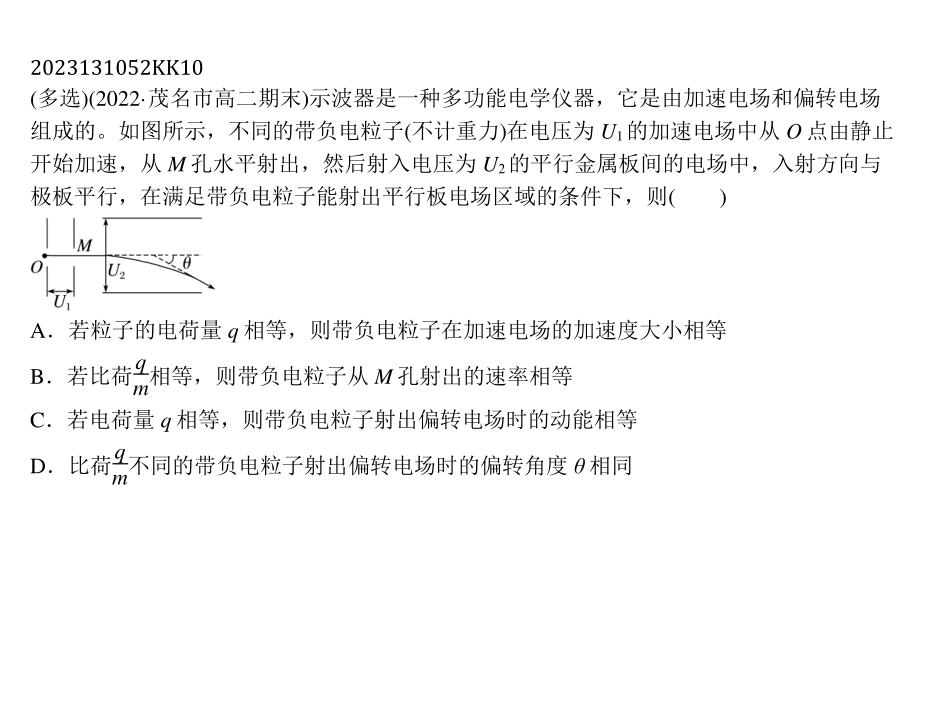 2023131052KK10
(多选)(2022·茂名市高二期末)示波器是一种多功能电学仪器，它是由加速电场和偏转电场
组成的。如图所示，不同的带负电粒子(不计重力)在电压为 U₁的加速电场中从 O 点由静止
开始加速，从 M 孔水平射出，然后射入电压为 U₂的平行金属板间的电场中，入射方向与
极板平行，在满足带负电粒子能射出平行板电场区域的条件下，则(　　)
M
O
U₂
θ
U₁
A．若粒子的电荷量 q 相等，则带负电粒子在加速电场的加速度大小相等
B．若比荷q/m相等，则带负电粒子从 M 孔射出的速率相等
C．若电荷量 q 相等，则带负电粒子射出偏转电场时的动能相等
D．比荷q/m不同的带负电粒子射出偏转电场时的偏转角度 θ 相同